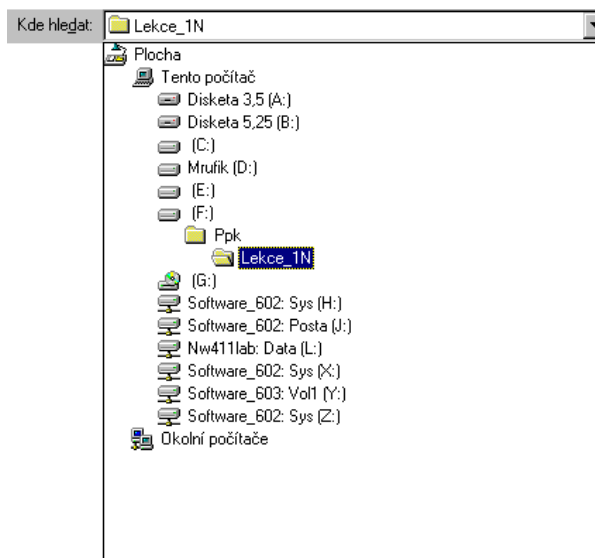 Kde hledat: Lekce_1N
Plocha
Tento počítač
Disketa 3,5 (A:)
Disketa 5,25 (B:)
(C:)
Mrufik (D:)
(E:)
(F:)
Ppk
Lekce_1N
(G:)
Software_602: Sys (H:)
Software_602: Posta (J:)
Nw411lab: Data (L:)
Software_602: Sys (X:)
Software_603: Vol1 (Y:)
Software_602: Sys (Z:)
Okolní počítače